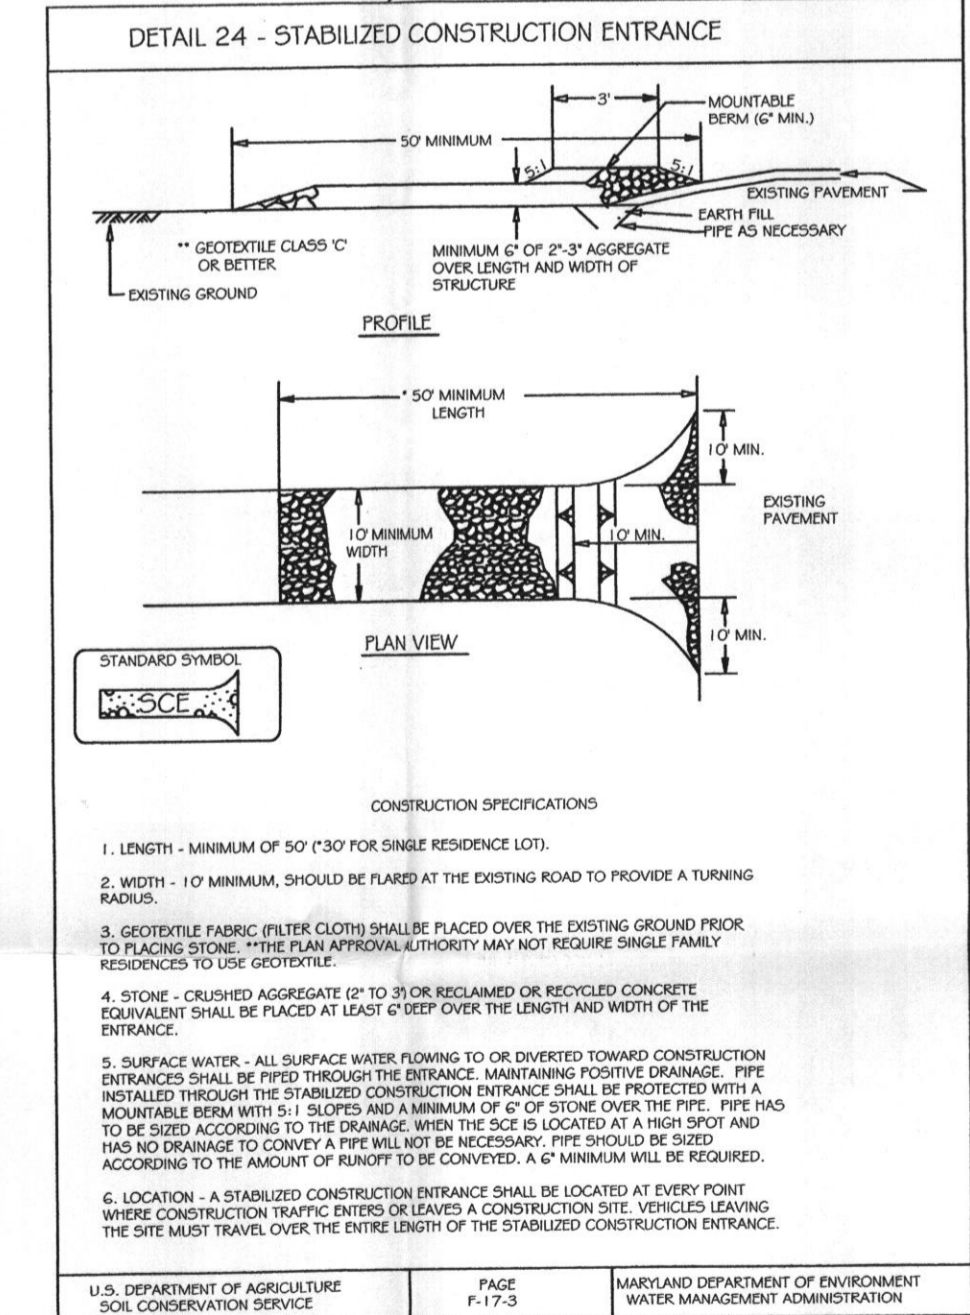 DETAIL 24 - STABILIZED CONSTRUCTION ENTRANCE
3'
MOUNTABLE
BERM (6" MIN.)
50' MINIMUM
5:1
5:1
EXISTING PAVEMENT
EARTH FILL
PIPE AS NECESSARY
** GEOTEXTILE CLASS 'C'
OR BETTER
MINIMUM 6" OF 2"-3" AGGREGATE
OVER LENGTH AND WIDTH OF
STRUCTURE
EXISTING GROUND
PROFILE
* 50' MINIMUM
LENGTH
10' MIN.
EXISTING
PAVEMENT
10' MINIMUM
WIDTH
10' MIN.
10' MIN.
PLAN VIEW
STANDARD SYMBOL
SCE
CONSTRUCTION SPECIFICATIONS
1. LENGTH - MINIMUM OF 50' (*30' FOR SINGLE RESIDENCE LOT).
2. WIDTH - 10' MINIMUM, SHOULD BE FLARED AT THE EXISTING ROAD TO PROVIDE A TURNING
RADIUS.
3. GEOTEXTILE FABRIC (FILTER CLOTH) SHALL BE PLACED OVER THE EXISTING GROUND PRIOR
TO PLACING STONE. **THE PLAN APPROVAL AUTHORITY MAY NOT REQUIRE SINGLE FAMILY
RESIDENCES TO USE GEOTEXTILE.
4. STONE - CRUSHED AGGREGATE (2" TO 3") OR RECLAIMED OR RECYCLED CONCRETE
EQUIVALENT SHALL BE PLACED AT LEAST 6" DEEP OVER THE LENGTH AND WIDTH OF THE
ENTRANCE.
5. SURFACE WATER - ALL SURFACE WATER FLOWING TO OR DIVERTED TOWARD CONSTRUCTION
ENTRANCES SHALL BE PIPED THROUGH THE ENTRANCE. MAINTAINING POSITIVE DRAINAGE. PIPE
INSTALLED THROUGH THE STABILIZED CONSTRUCTION ENTRANCE SHALL BE PROTECTED WITH A
MOUNTABLE BERM WITH 5:1 SLOPES AND A MINIMUM OF 6" OF STONE OVER THE PIPE. PIPE HAS
TO BE SIZED ACCORDING TO THE DRAINAGE. WHEN THE SCE IS LOCATED AT A HIGH SPOT AND
HAS NO DRAINAGE TO CONVEY A PIPE WILL NOT BE NECESSARY. PIPE SHOULD BE SIZED
ACCORDING TO THE AMOUNT OF RUNOFF TO BE CONVEYED. A 6" MINIMUM WILL BE REQUIRED.
6. LOCATION - A STABILIZED CONSTRUCTION ENTRANCE SHALL BE LOCATED AT EVERY POINT
WHERE CONSTRUCTION TRAFFIC ENTERS OR LEAVES A CONSTRUCTION SITE. VEHICLES LEAVING
THE SITE MUST TRAVEL OVER THE ENTIRE LENGTH OF THE STABILIZED CONSTRUCTION ENTRANCE.
U.S. DEPARTMENT OF AGRICULTURE
SOIL CONSERVATION SERVICE
PAGE
F-17-3
MARYLAND DEPARTMENT OF ENVIRONMENT
WATER MANAGEMENT ADMINISTRATION